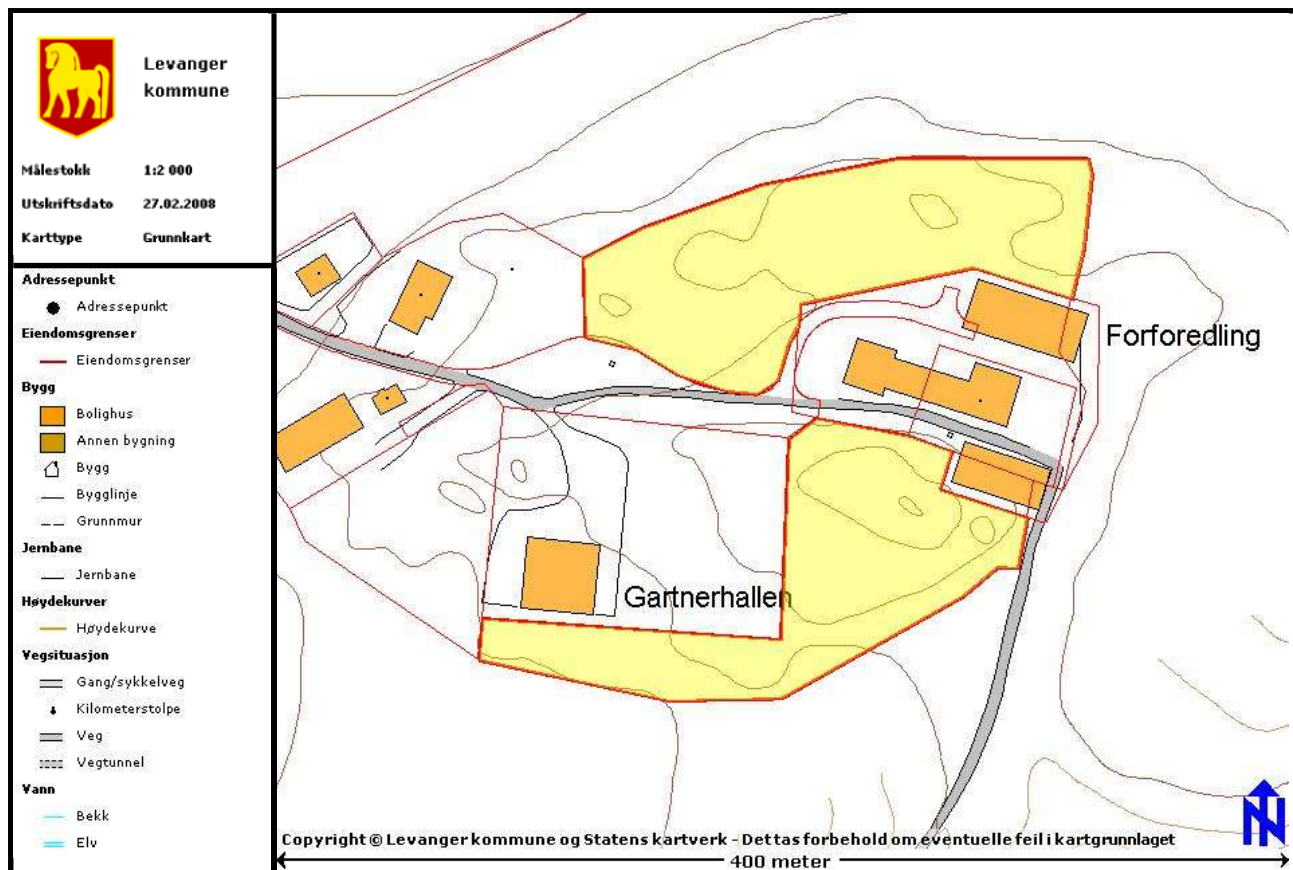 Levanger
kommune
Målestokk 1:2 000
Utskriftsdato 27.02.2008
Karttype Grunnkart
Adressepunkt
Adressepunkt
Eiendomsgrenser
Eiendomsgrenser
Bygg
Bolighus
Annen bygning
Bygg
Bygglinje
Grunnmur
Jernbane
Jernbane
Høydekurver
Høydekurve
Vegsituasjon
Gang/sykkelveg
Kilometerstolpe
Veg
Vegtunnel
Vann
Bekk
Elv
Forforedling
Gartnerhallen
N
Copyright © Levanger kommune og Statens kartverk - Det tas forbehold om eventuelle feil i kartgrunnlaget
400 meter